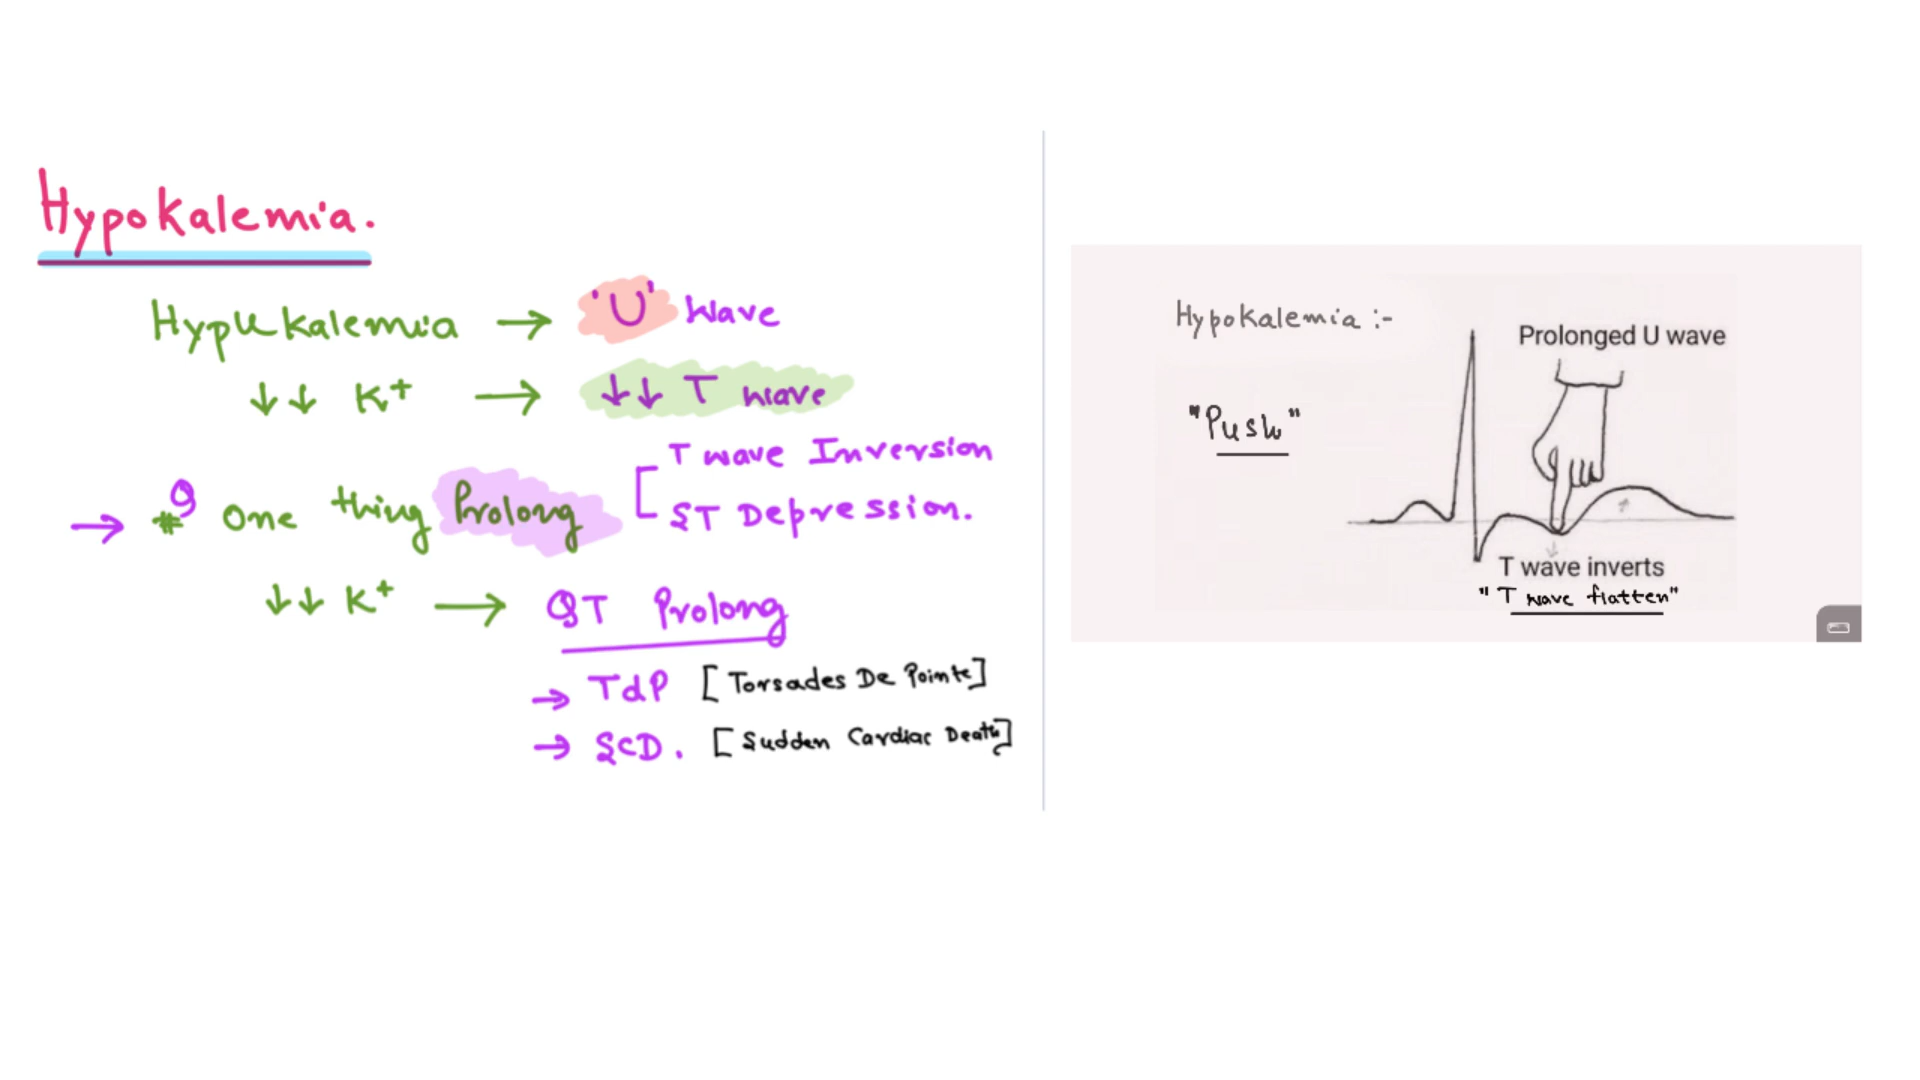 Hypokalemia.
HypUkalemia → 'U' Wave
↓↓ K+ → ↓↓ T wave
[ T wave Inversion
ST Depression.
→ * One thing Prolong
↓↓ K+ → QT Prolong
→ TdP [Torsades De Pointe]
→ SCD. [Sudden Cardiac Death]
Hypokalemia :-
Prolonged U wave
"Push"
T wave inverts
"T wave flatten"